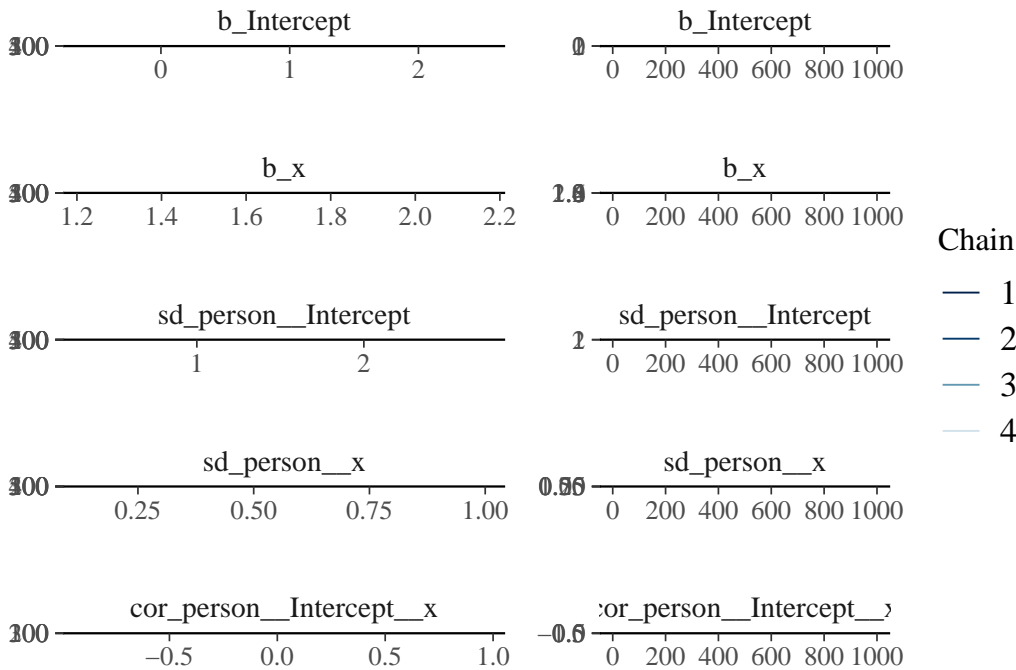 b_Intercept
0 1 2
b_Intercept
0 200 400 600 800 1000
b_x
1.2 1.4 1.6 1.8 2.0 2.2
b_x
0 200 400 600 800 1000
sd_person__Intercept
1 2
sd_person__Intercept
0 200 400 600 800 1000
sd_person__x
0.25 0.50 0.75 1.00
sd_person__x
0 200 400 600 800 1000
cor_person__Intercept__x
−0.5 0.0 0.5 1.0
cor_person__Intercept__x
0 200 400 600 800 1000
Chain
1
2
3
4